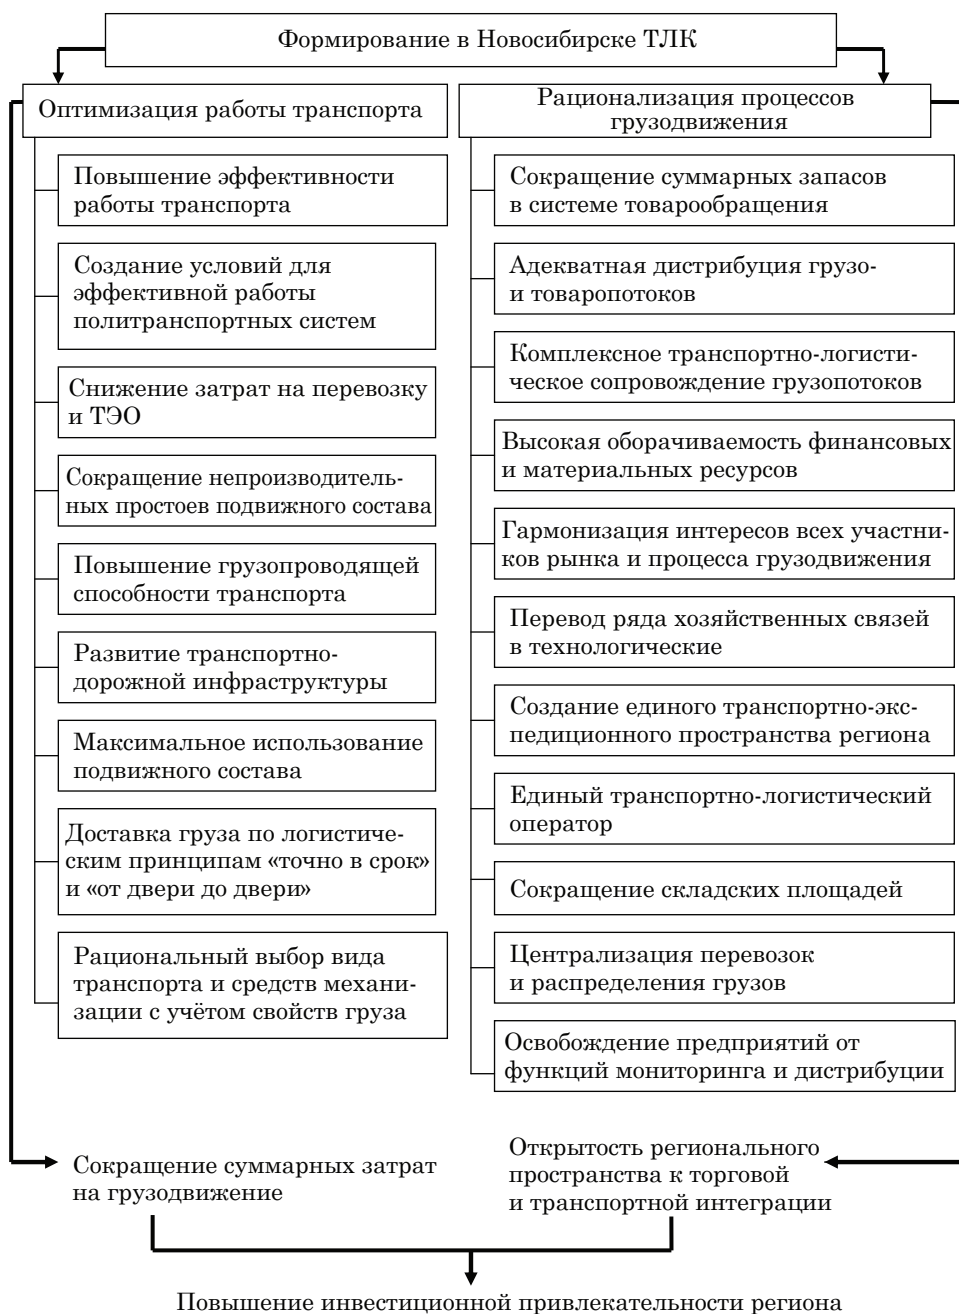 Формирование в Новосибирске ТЛК
Оптимизация работы транспорта
Повышение эффективности
работы транспорта
Создание условий для
эффективной работы
политранспортных систем
Снижение затрат на перевозку
и ТЭО
Сокращение непроизводитель-
ных простоев подвижного состава
Повышение грузопроводящей
способности транспорта
Развитие транспортно-
дорожной инфраструктуры
Максимальное использование
подвижного состава
Доставка груза по логистиче-
ским принципам «точно в срок»
и «от двери до двери»
Рациональный выбор вида
транспорта и средств механи-
зации с учётом свойств груза
Рационализация процессов
грузодвижения
Сокращение суммарных запасов
в системе товарообращения
Адекватная дистрибуция грузо-
и товаропотоков
Комплексное транспортно-логисти-
ческое сопровождение грузопотоков
Высокая оборачиваемость финансовых
и материальных ресурсов
Гармонизация интересов всех участни-
ков рынка и процесса грузодвижения
Перевод ряда хозяйственных связей
в технологические
Создание единого транспортно-экс-
педиционного пространства региона
Единый транспортно-логистический
оператор
Сокращение складских площадей
Централизация перевозок
и распределения грузов
Освобождение предприятий от
функций мониторинга и дистрибуции
Сокращение суммарных затрат
на грузодвижение
Открытость регионального
пространства к торговой
и транспортной интеграции
Повышение инвестиционной привлекательности региона